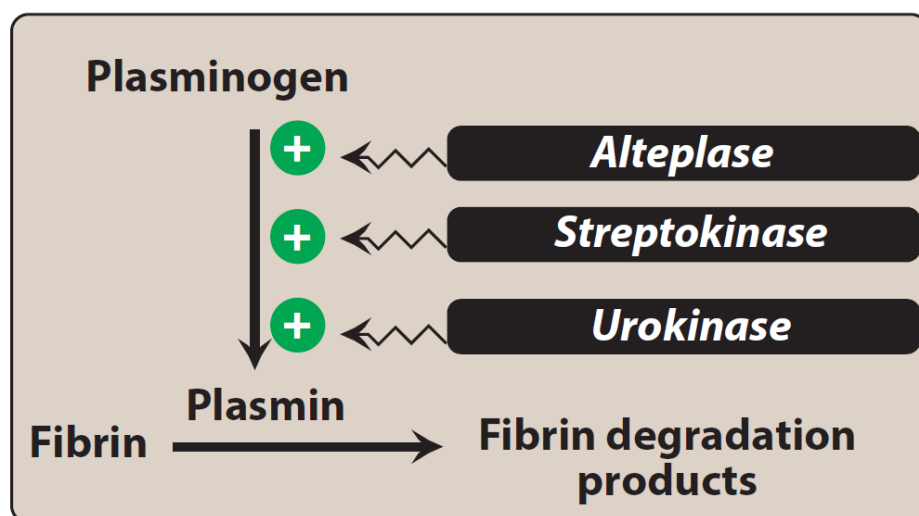 Plasminogen
+
Alteplase
+
Streptokinase
+
Urokinase
Plasmin
Fibrin
Fibrin degradation
products